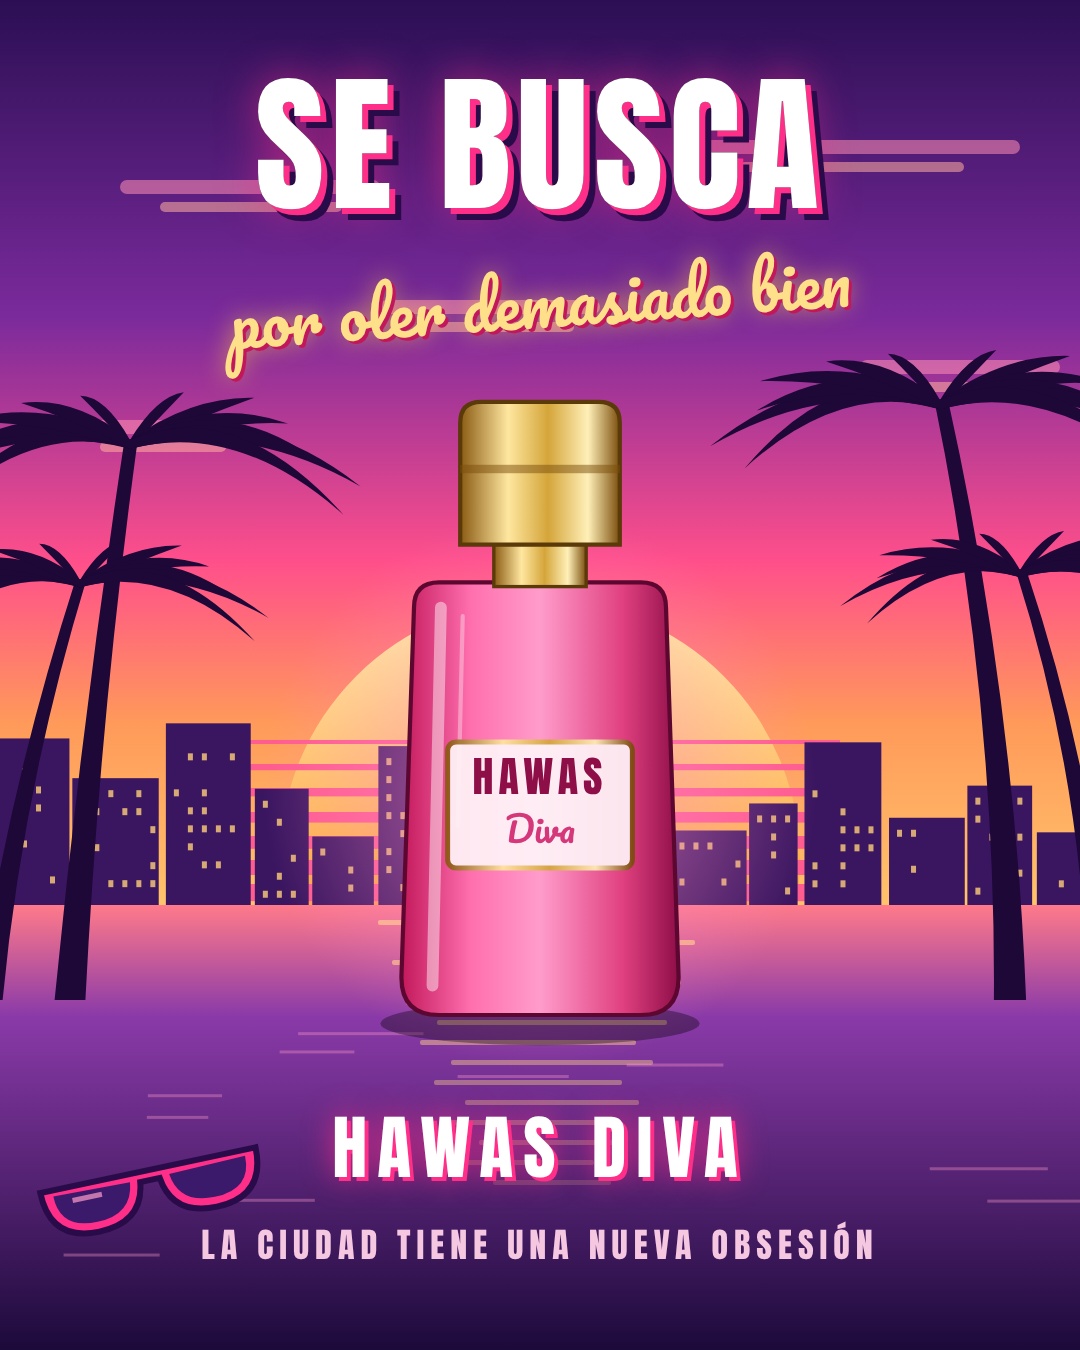 SE BUSCA
por oler demasiado bien
HAWAS
Diva
HAWAS DIVA
LA CIUDAD TIENE UNA NUEVA OBSESIÓN